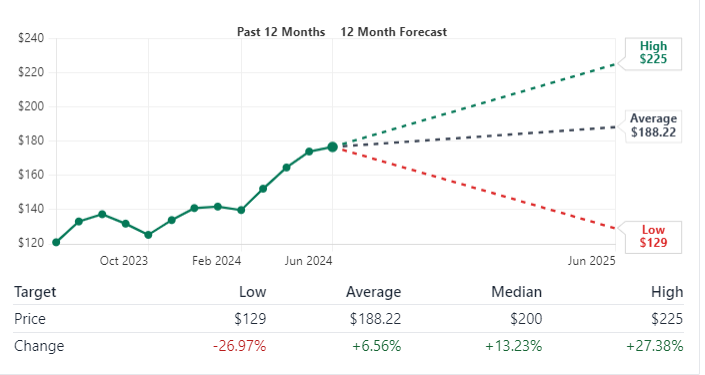 Past 12 Months 12 Month Forecast
$240
$220
$200
$180
$160
$140
$120
High
$225
Average
$188.22
Low
$129
Oct 2023 Feb 2024 Jun 2024 Jun 2025
Target Low Average Median High
Price $129 $188.22 $200 $225
Change -26.97% +6.56% +13.23% +27.38%